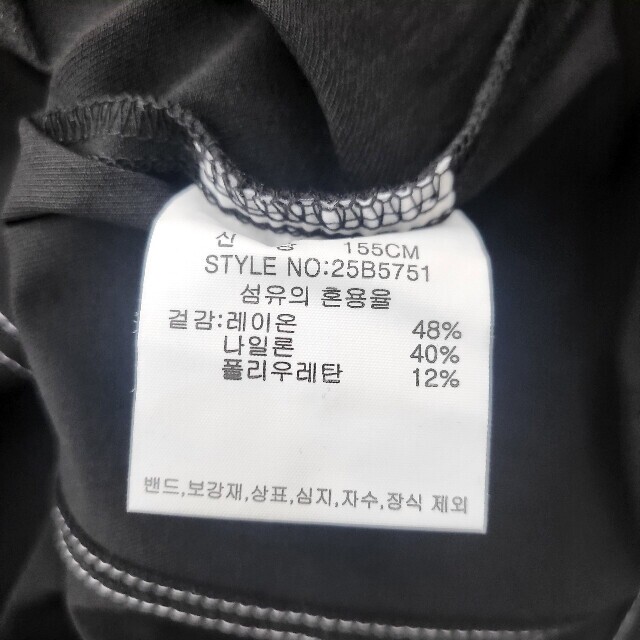 155CM
STYLE NO:25B5751
섬유의 혼용율
겉감:레이온 48%
나일론 40%
폴리우레탄 12%
밴드,보강재,상표,심지,자수,장식 제외